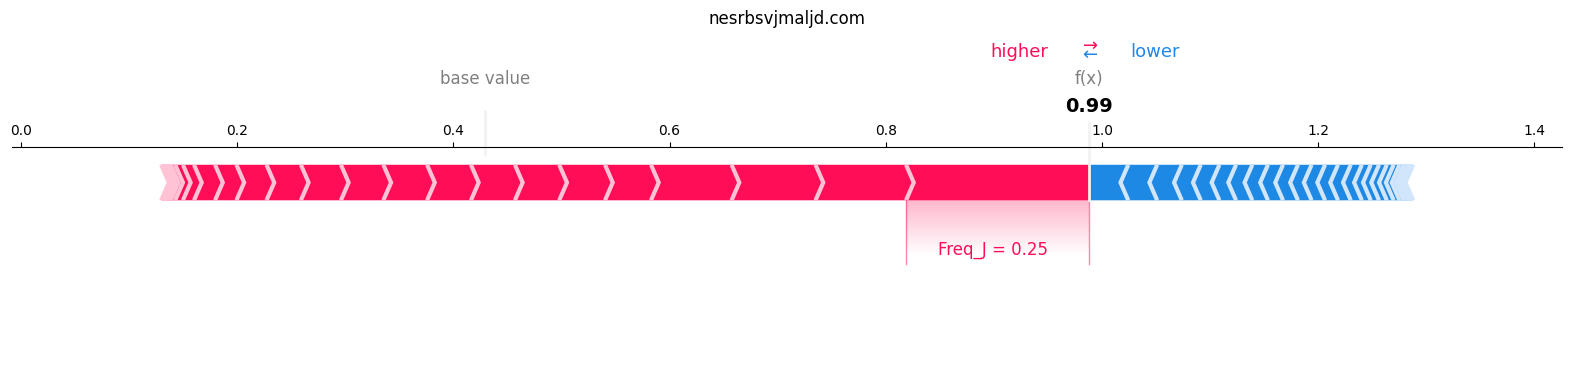 nesrbsvjmaljd.com
higher → ← lower
base value f(x)
0.99
0.0 0.2 0.4 0.6 0.8 1.0 1.2 1.4
Freq_J = 0.25